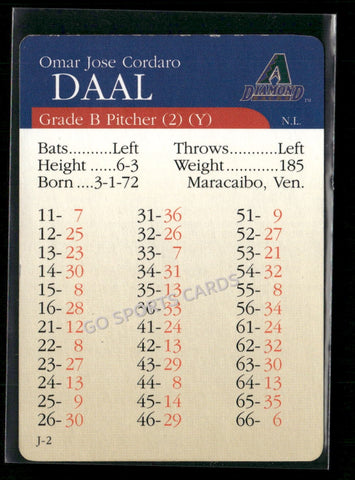 Omar Jose Cordaro
DAAL
A
DIAMOND
TM
Grade B Pitcher (2) (Y) N.L.
Bats..........Left Throws...........Left
Height ......6-3 Weight............185
Born ....3-1-72 Maracaibo, Ven.
11- 7 31-36 51- 9
12-25 32-26 52-27
13-23 33- 7 53-21
14-30 34-31 54-32
15- 8 35- 55- 8
16-28 36-33 56-34
21-12 41-24 61-24
22- 8 42-13 62-32
23-27 43-29 63-31
24-13 44- 8 64-32
25- 9 45-14 65-35
26-30 46-29 66- 6
GO SPORTS CARDS
J-2